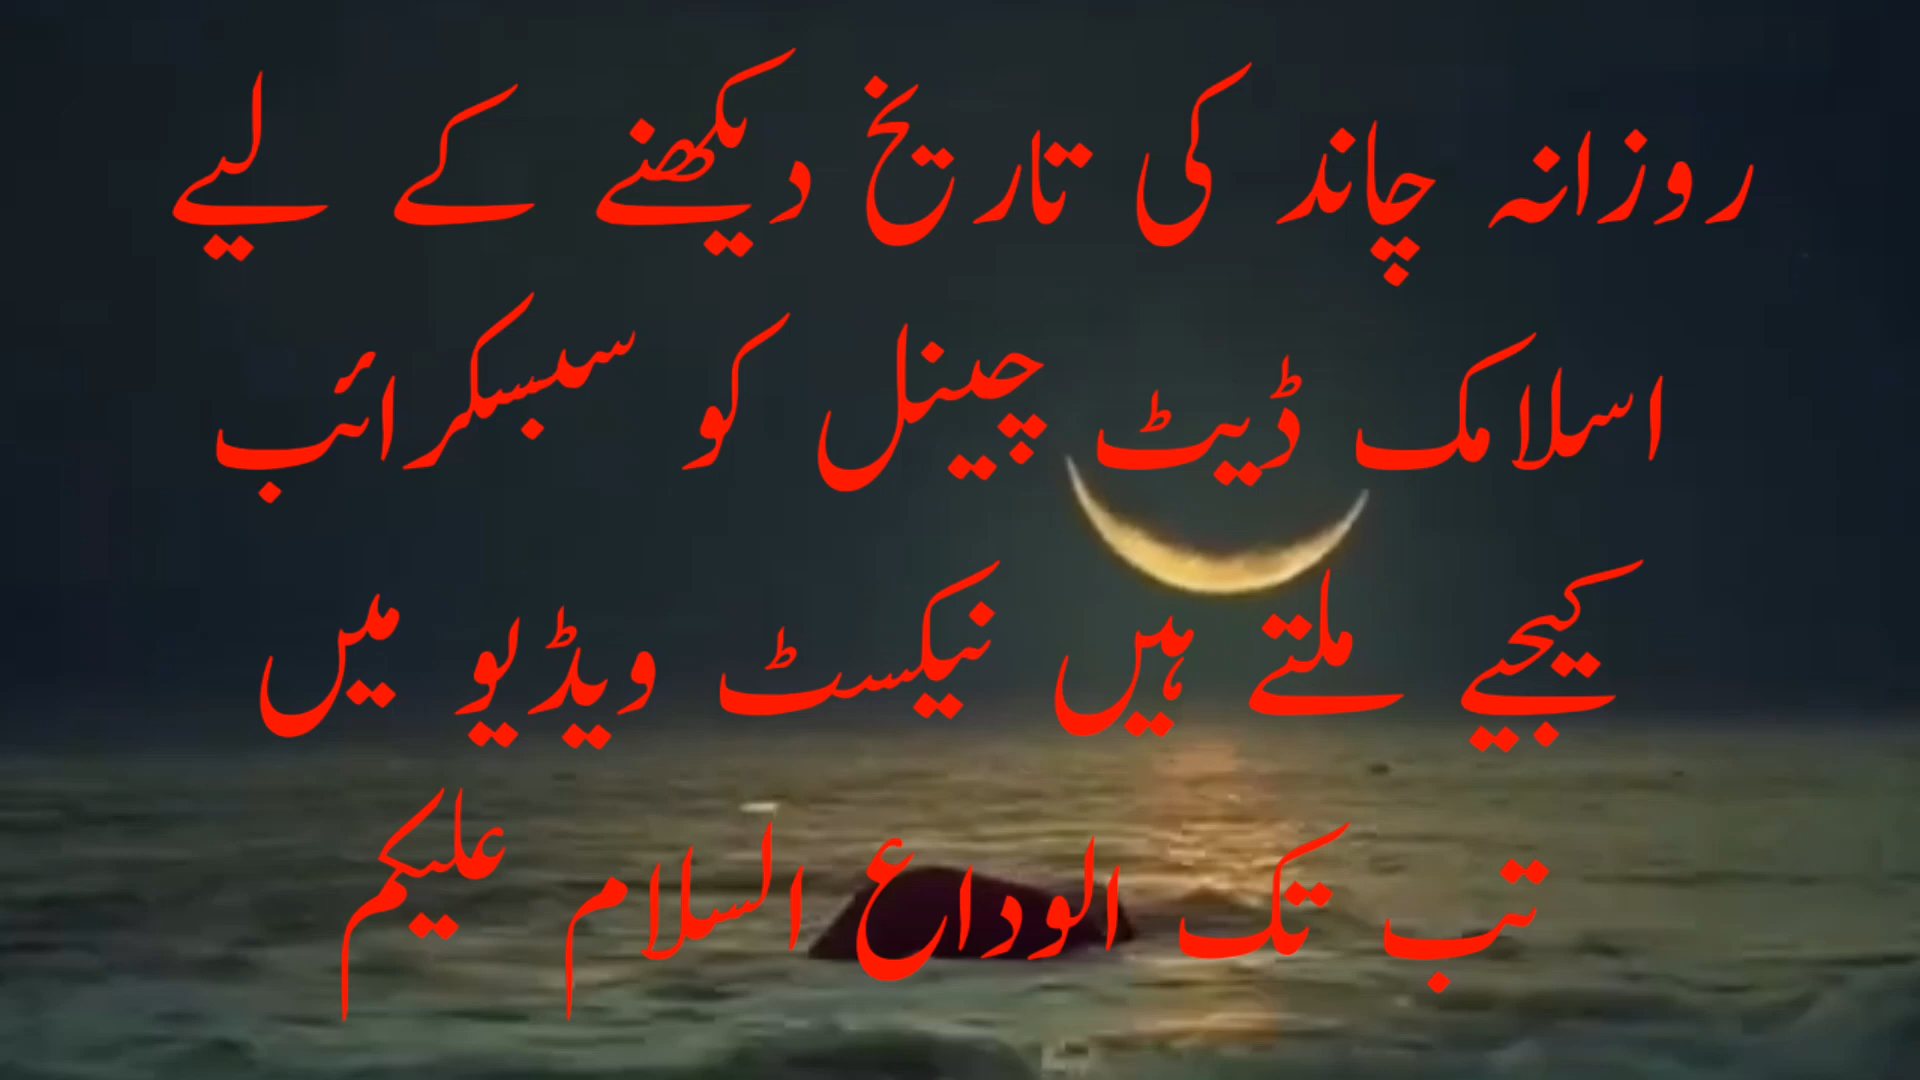 روزانہ چاند کی تاریخ دیکھنے کے لیے
اسلامک ڈیٹ چینل کو سبسکرائب
کیجیے ملتے ہیں نیکسٹ ویڈیو میں
تب تک الوداع السلام علیکم